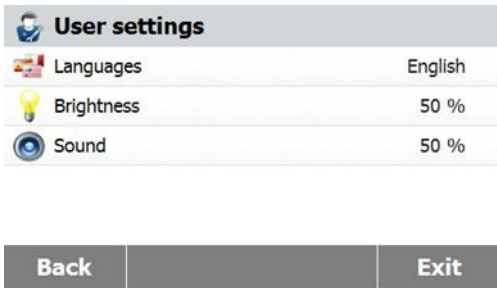 User settings
Languages English
Brightness 50 %
Sound 50 %
Back Exit